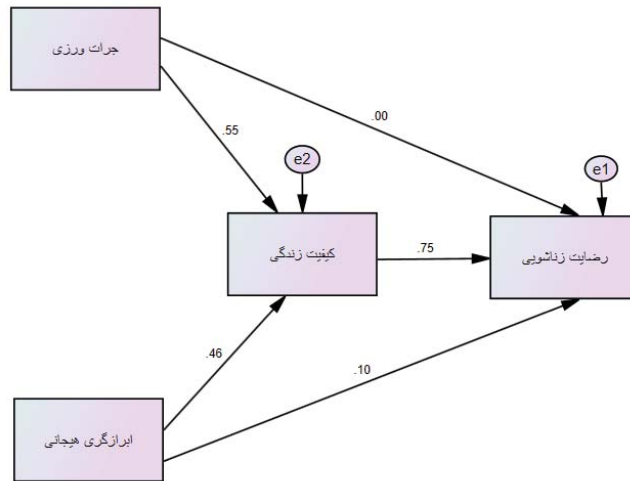 جرات ورزی
.55
.00
e2
e1
کیفیت زندگی
.75
رضایت زناشویی
.46
.10
ابرازگری هیجانی